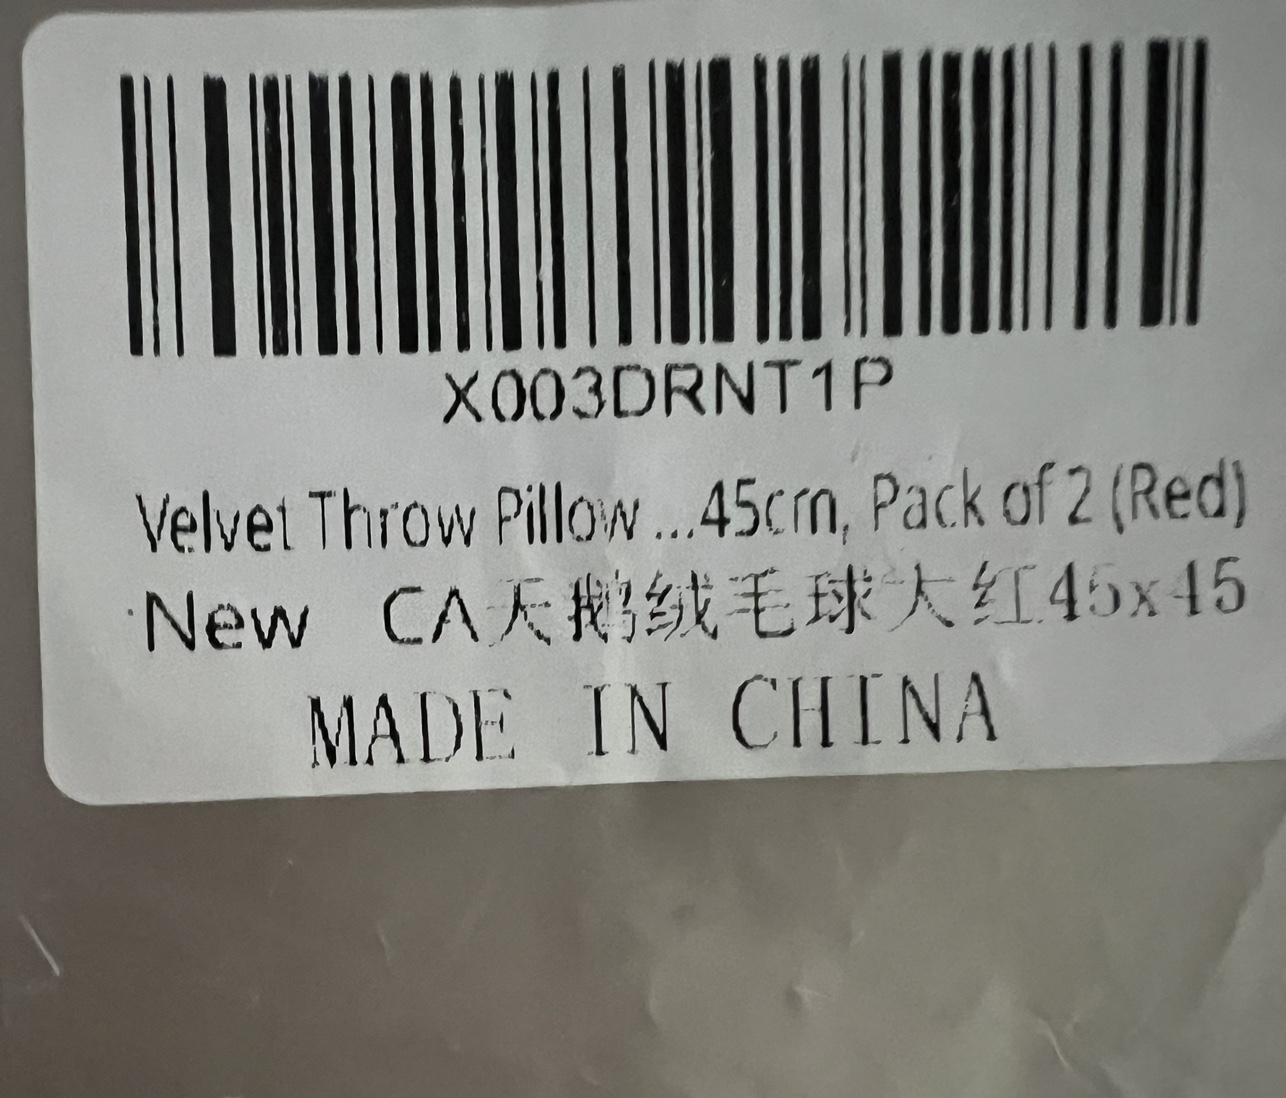 X003DRNT1P
Velvet Throw Pillow...45cm, Pack of 2 (Red)
New CA天鹅绒毛球大红45x45
MADE IN CHINA